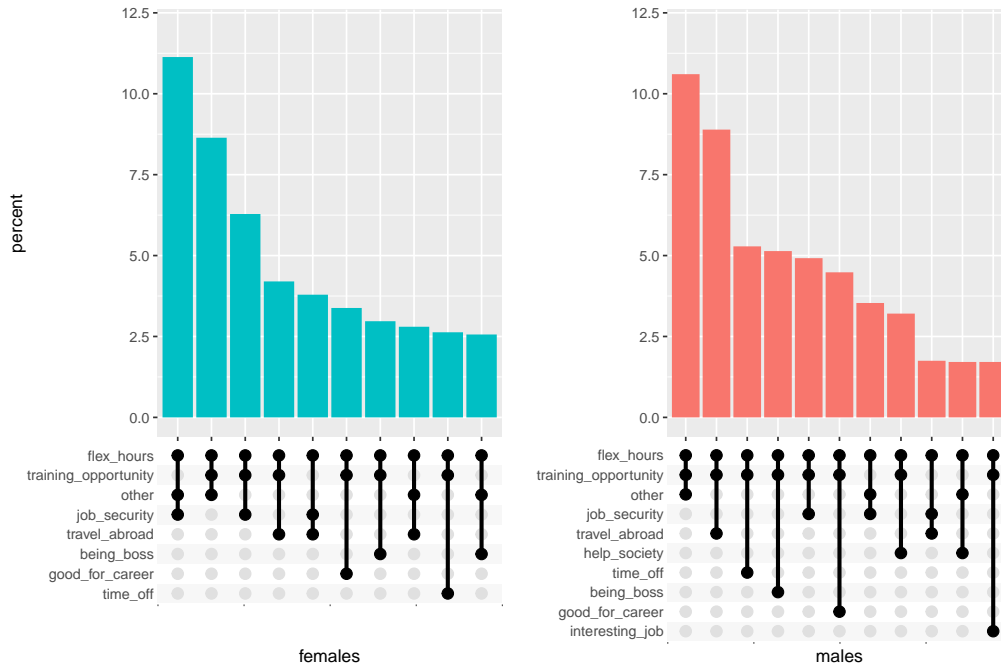 percent
12.5
10.0
7.5
5.0
2.5
0.0
flex_hours
training_opportunity
other
job_security
travel_abroad
being_boss
good_for_career
time_off
females
12.5
10.0
7.5
5.0
2.5
0.0
flex_hours
training_opportunity
other
job_security
travel_abroad
help_society
time_off
being_boss
good_for_career
interesting_job
males